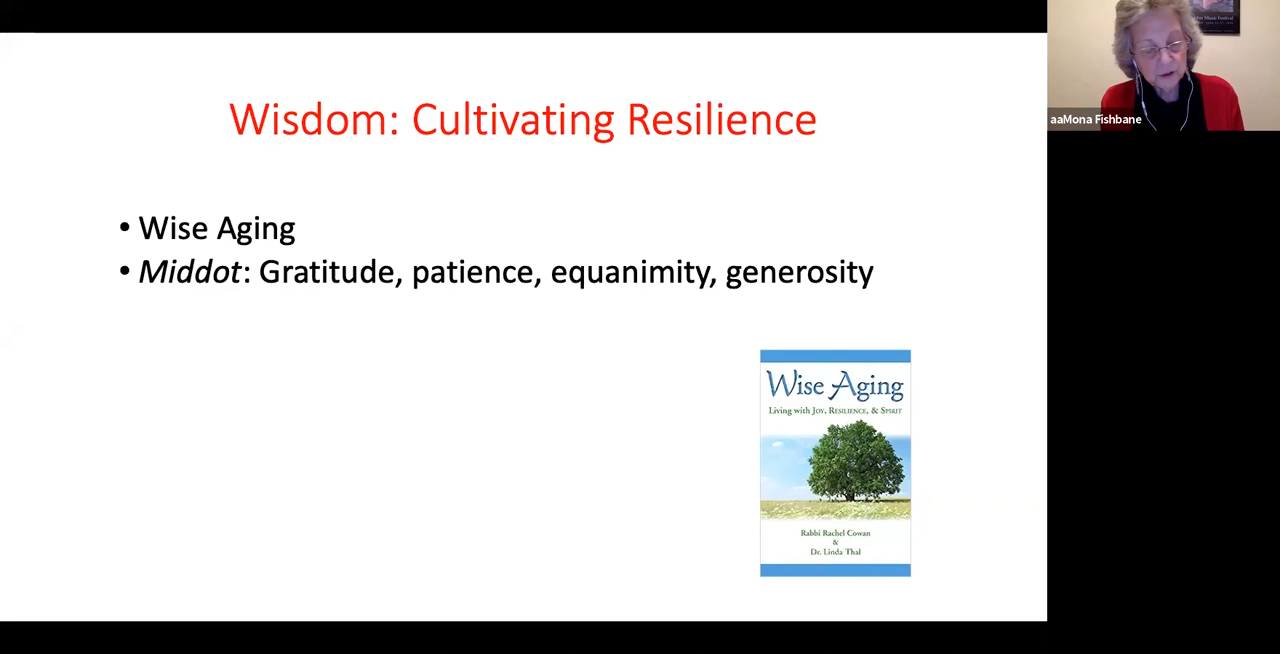 Wisdom: Cultivating Resilience
• Wise Aging
• Middot: Gratitude, patience, equanimity, generosity
Wise Aging
Living with Joy, Resilience, & Spirit
Rabbi Rachel Cowan
&
Dr. Linda Thal
aaMona Fishbane